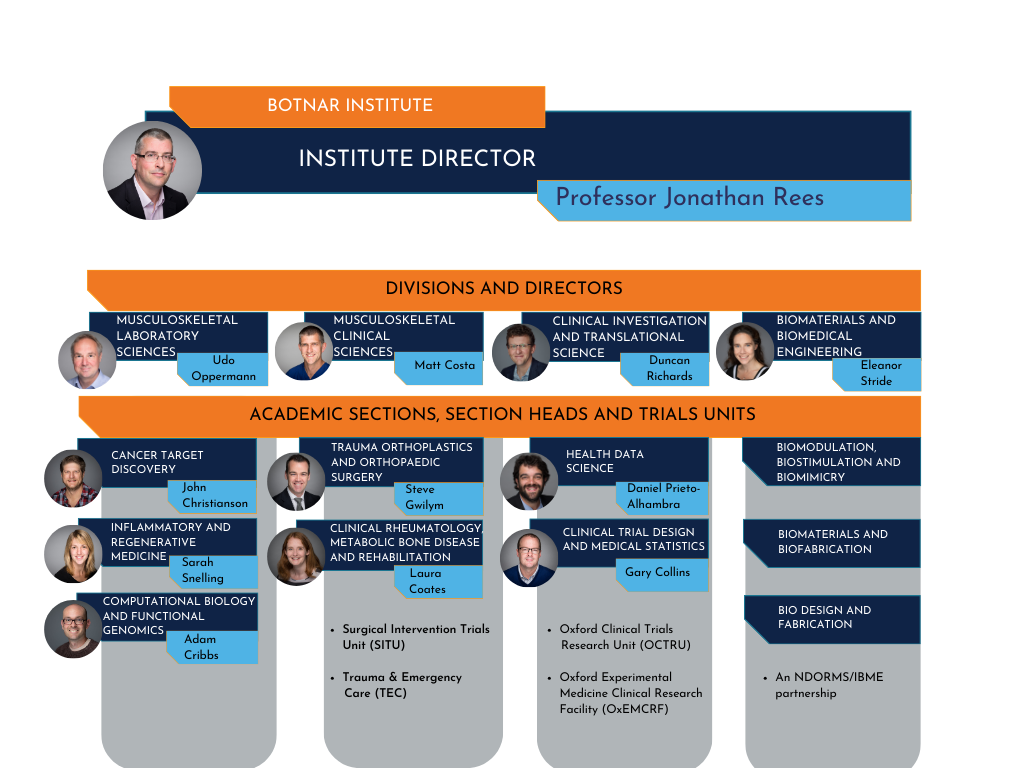 BOTNAR INSTITUTE
INSTITUTE DIRECTOR
Professor Jonathan Rees
DIVISIONS AND DIRECTORS
MUSCULOSKELETAL
LABORATORY
SCIENCES
Udo
Oppermann
MUSCULOSKELETAL
CLINICAL
SCIENCES
Matt Costa
CLINICAL INVESTIGATION
AND TRANSLATIONAL
SCIENCE
Duncan
Richards
BIOMATERIALS AND
BIOMEDICAL
ENGINEERING
Eleanor
Stride
ACADEMIC SECTIONS, SECTION HEADS AND TRIALS UNITS
CANCER TARGET
DISCOVERY
John
Christianson
INFLAMMATORY AND
REGENERATIVE
MEDICINE
Sarah
Snelling
COMPUTATIONAL BIOLOGY
AND FUNCTIONAL
GENOMICS
Adam
Cribbs
TRAUMA ORTHOPLASTICS
AND ORTHOPAEDIC
SURGERY
Steve
Gwilym
CLINICAL RHEUMATOLOGY,
METABOLIC BONE DISEASE
AND REHABILITATION
Laura
Coates
• Surgical Intervention Trials
Unit (SITU)
• Trauma & Emergency
Care (TEC)
HEALTH DATA
SCIENCE
Daniel Prieto-
Alhambra
CLINICAL TRIAL DESIGN
AND MEDICAL STATISTICS
Gary Collins
• Oxford Clinical Trials
Research Unit (OCTRU)
• Oxford Experimental
Medicine Clinical Research
Facility (OxEMCRF)
BIOMODULATION,
BIOSTIMULATION AND
BIOMIMICRY
BIOMATERIALS AND
BIOFABRICATION
BIO DESIGN AND
FABRICATION
• An NDORMS/IBME
partnership